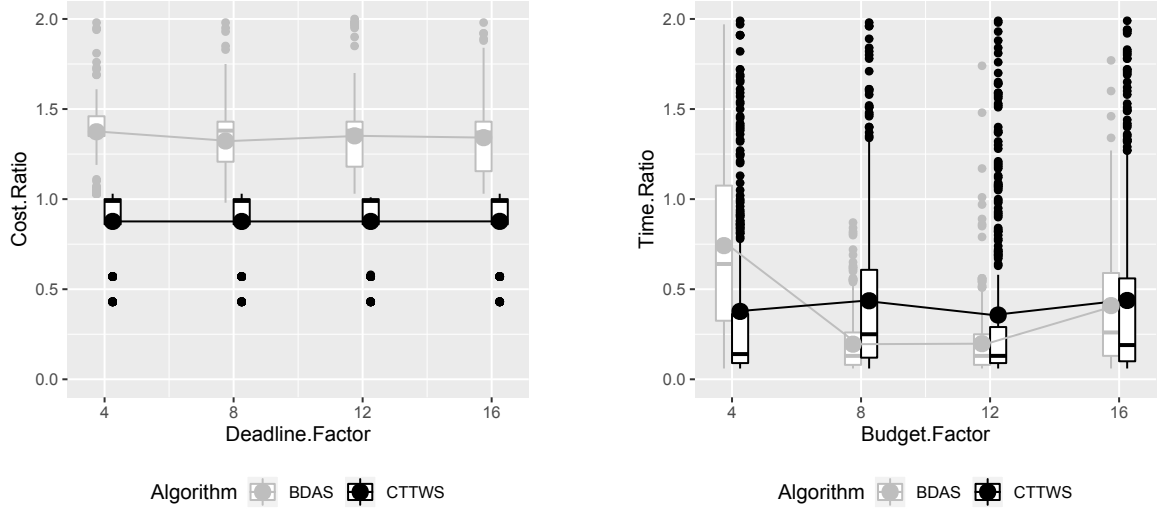 2.0
1.5
1.0
0.5
0.0
Cost.Ratio
4 8 12 16
Deadline.Factor
Algorithm BDAS CTTWS
2.0
1.5
1.0
0.5
0.0
Time.Ratio
4 8 12 16
Budget.Factor
Algorithm BDAS CTTWS